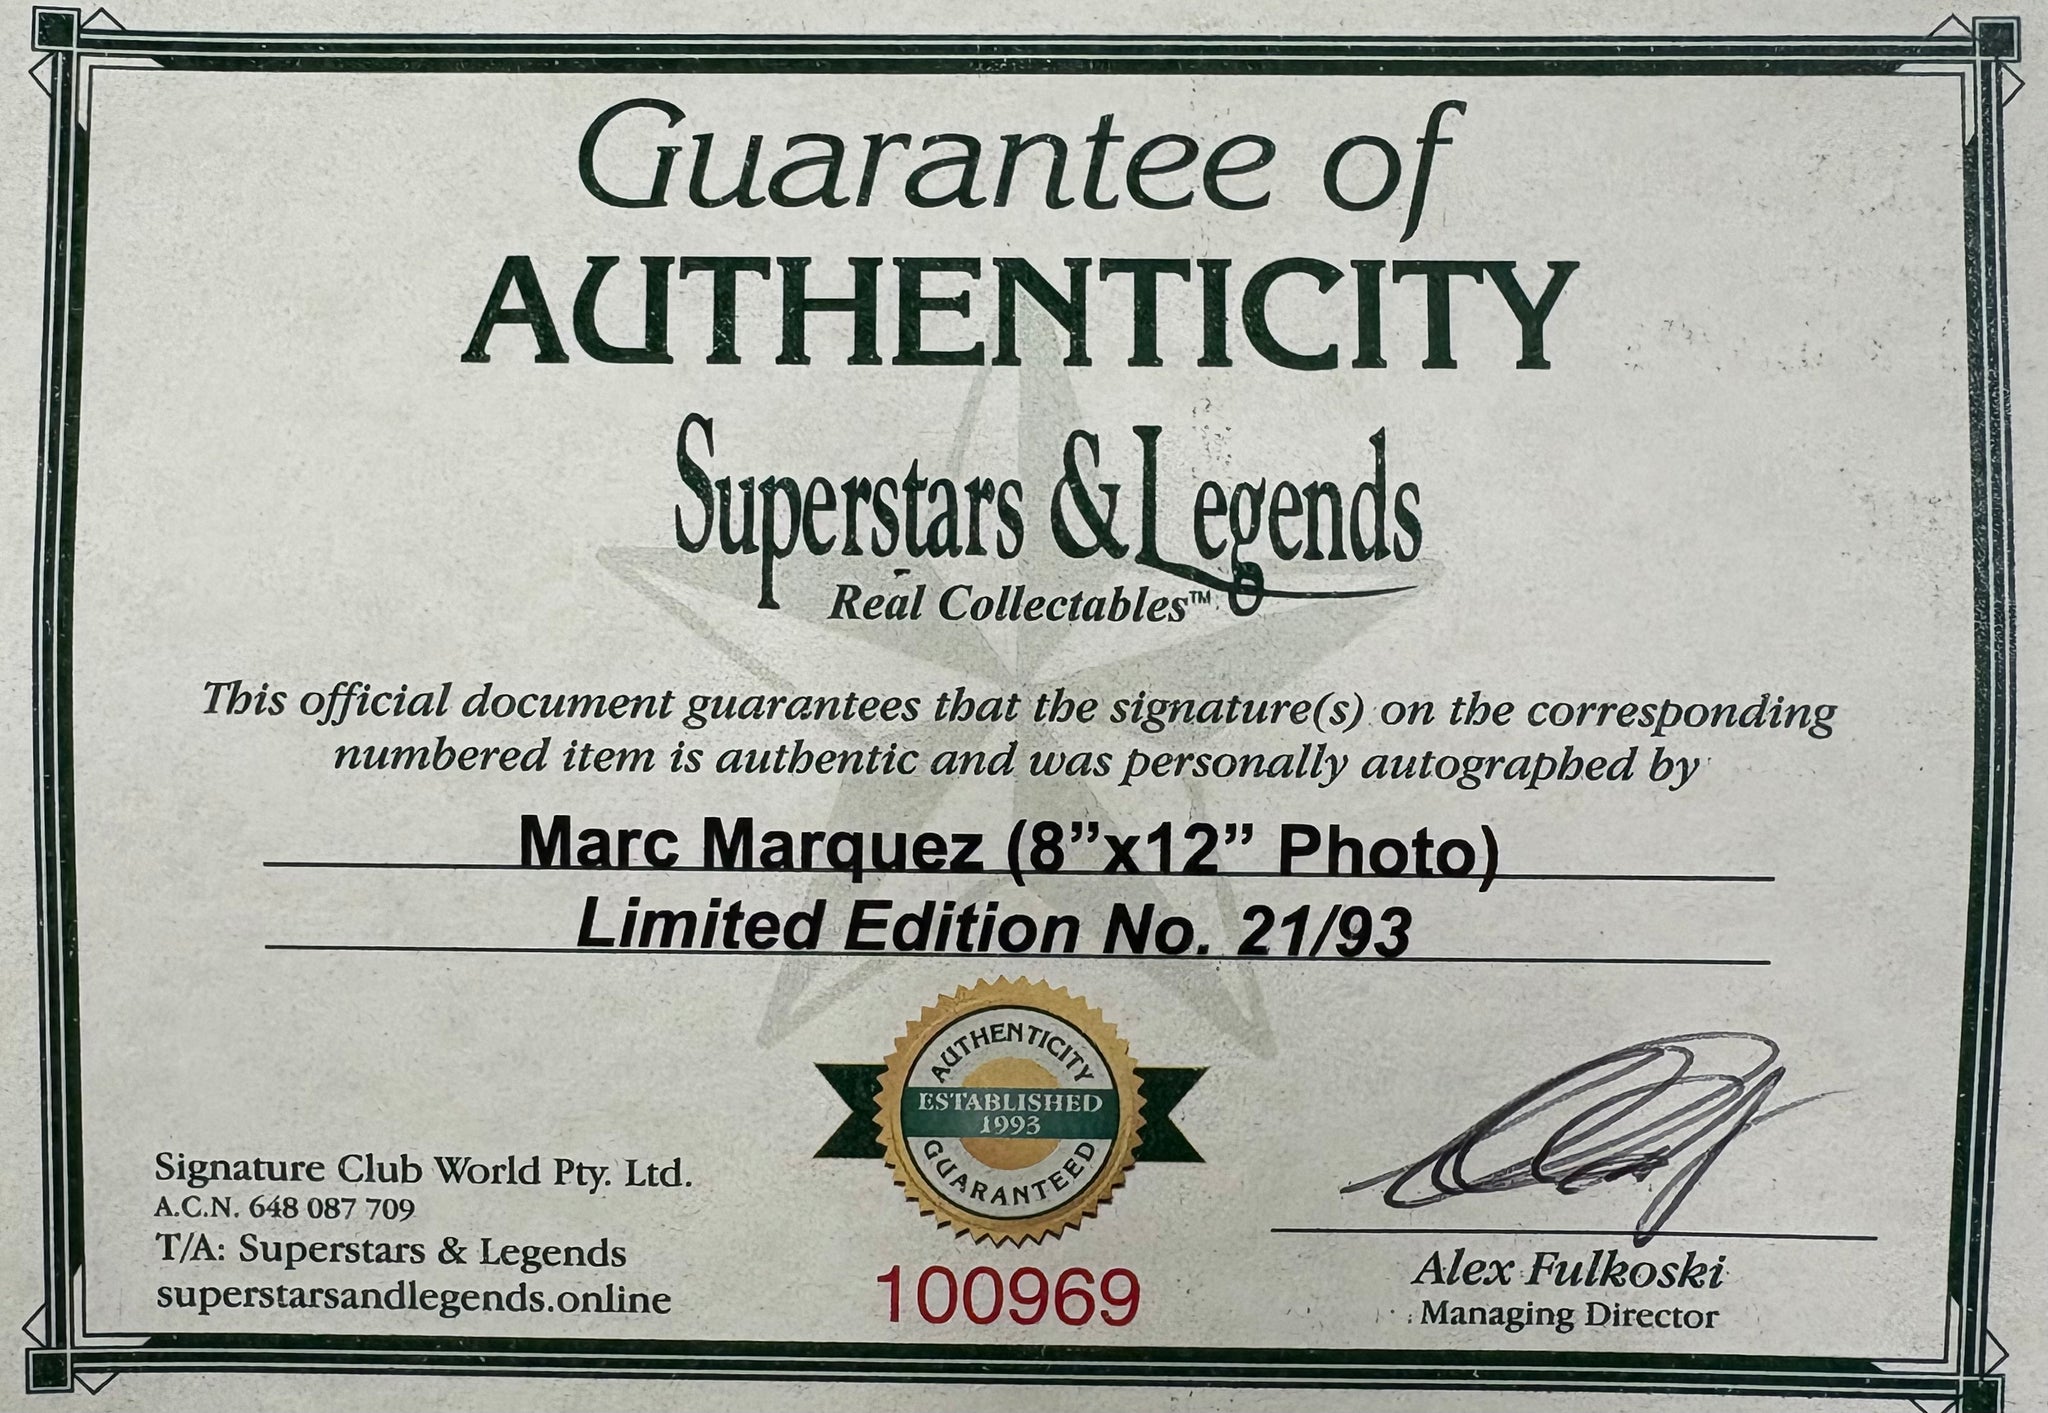 Guarantee of
AUTHENTICITY
Superstars & Legends
Real Collectables™
This official document guarantees that the signature(s) on the corresponding
numbered item is authentic and was personally autographed by
Marc Marquez (8”x12” Photo)
Limited Edition No. 21/93
AUTHENTICITY
ESTABLISHED
1993
GUARANTEED
100969
Signature Club World Pty. Ltd.
A.C.N. 648 087 709
T/A: Superstars & Legends
superstarsandlegends.online
Alex Fulkoski
Managing Director